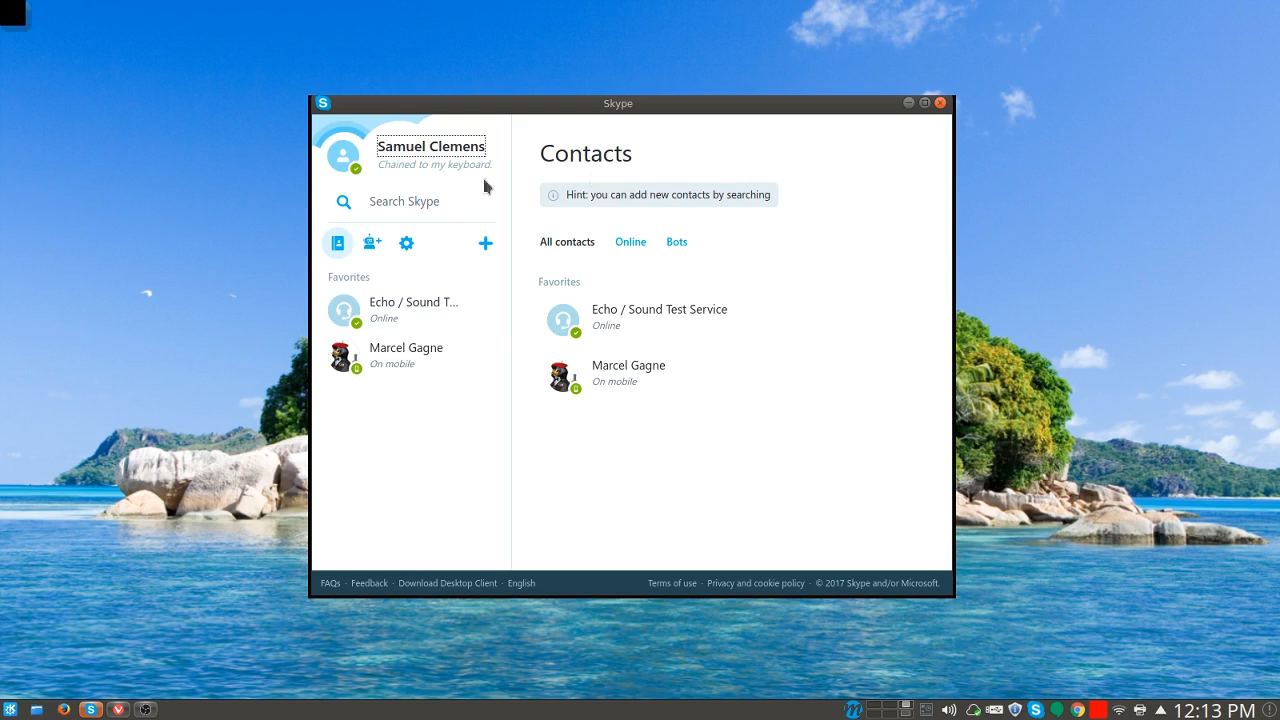 Skype
Samuel Clemens
Chained to my keyboard.
Search Skype
Favorites
Echo / Sound T...
Online
Marcel Gagne
On mobile
Contacts
Hint: you can add new contacts by searching
All contacts Online Bots
Favorites
Echo / Sound Test Service
Online
Marcel Gagne
On mobile
FAQs · Feedback · Download Desktop Client · English
Terms of use · Privacy and cookie policy · © 2017 Skype and/or Microsoft.
12:13 PM